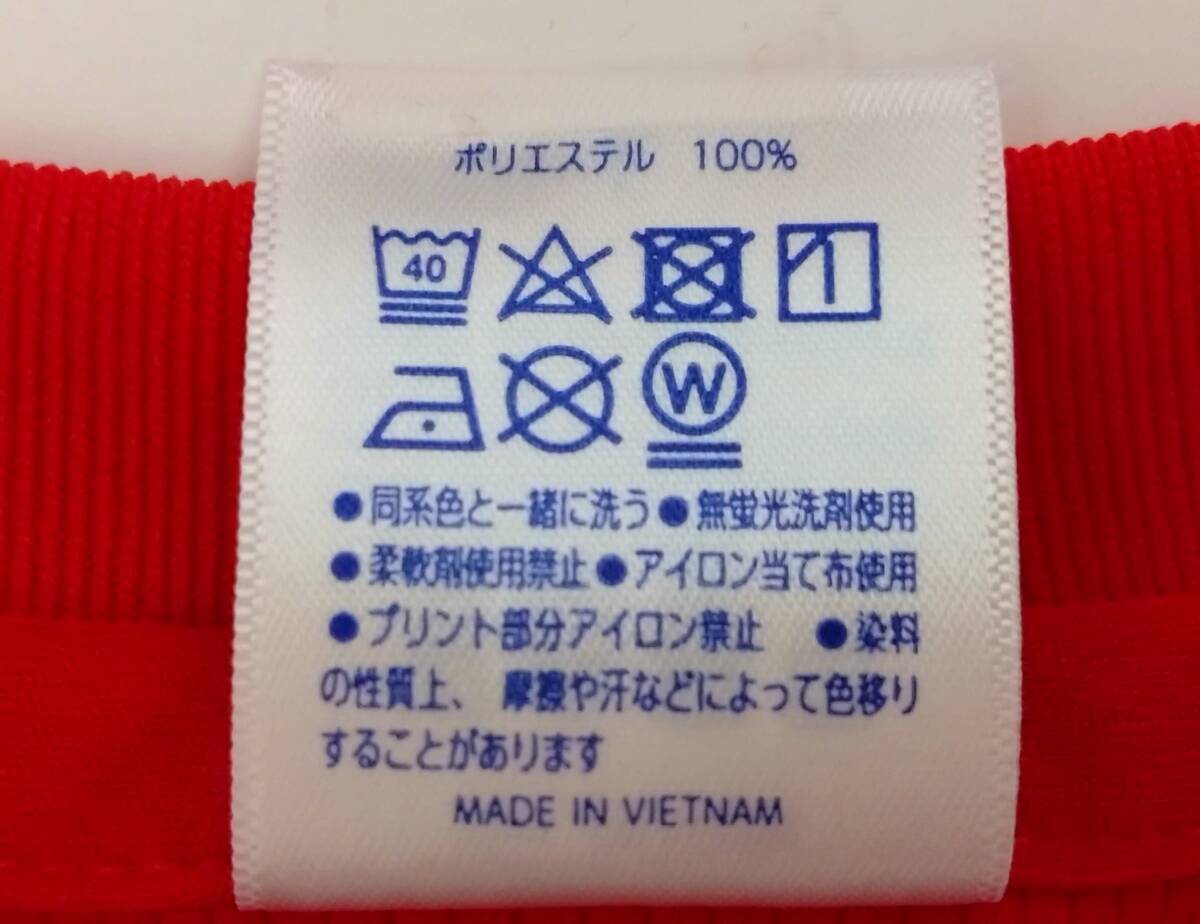 ポリエステル 100%
40
W
●同系色と一緒に洗う●無蛍光洗剤使用
●柔軟剤使用禁止●アイロン当て布使用
●プリント部分アイロン禁止 ●染料
の性質上、摩擦や汗などによって色移り
することがあります
MADE IN VIETNAM